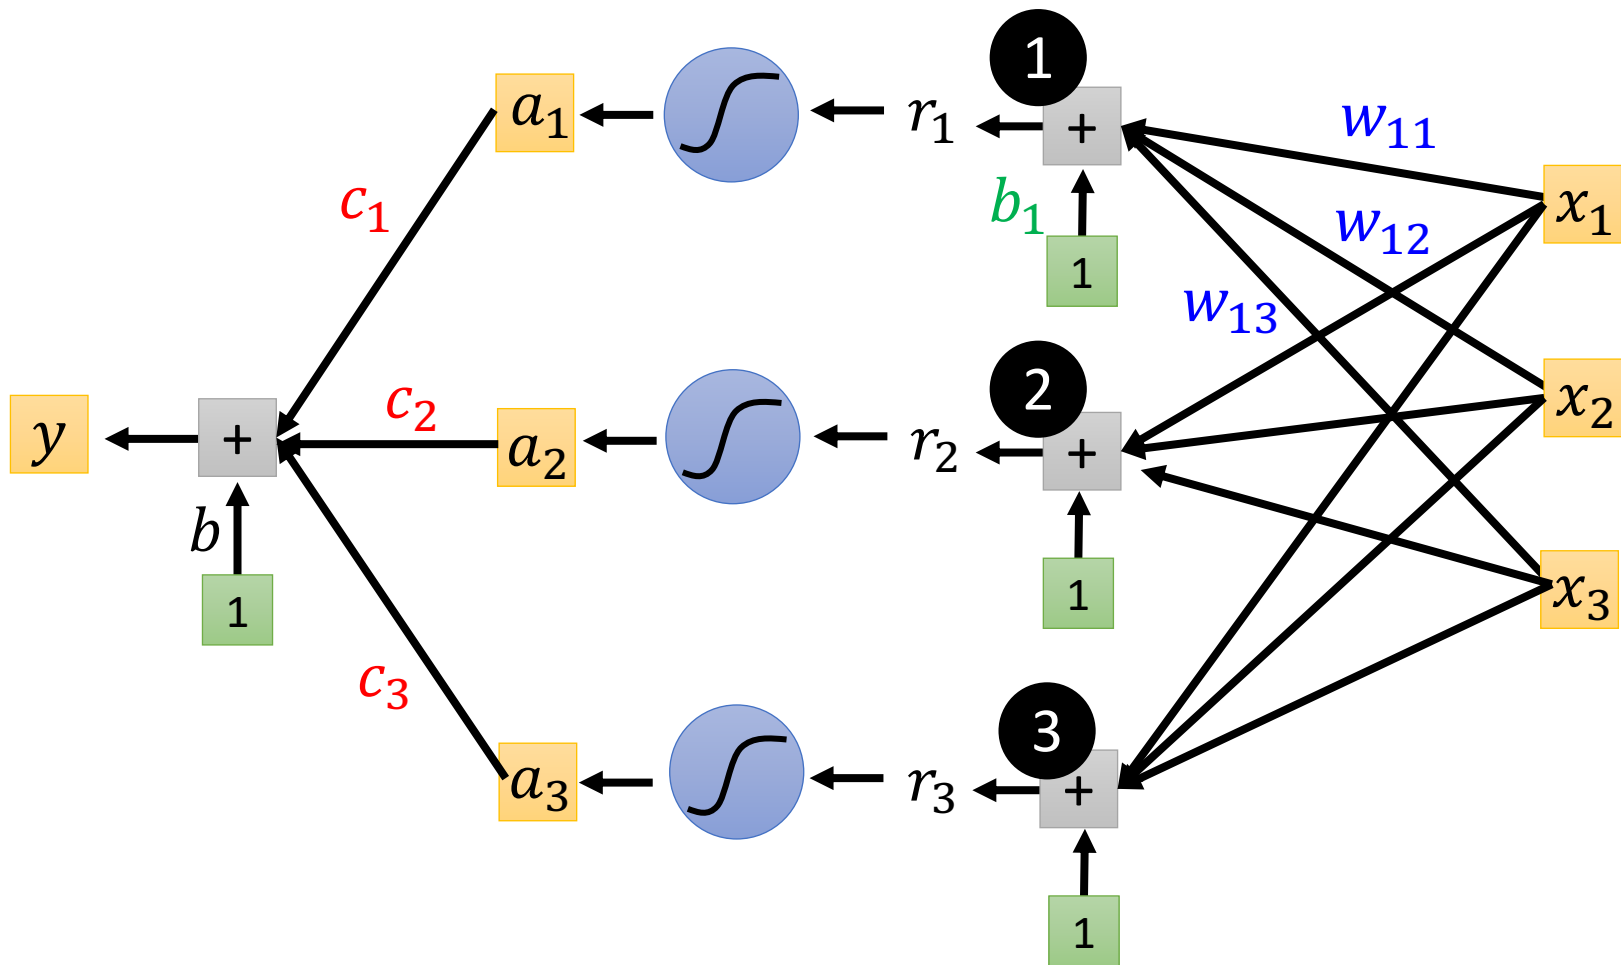 1
a₁
r₁
+
w₁₁
c₁
b₁
x₁
1
w₁₂
w₁₃
2
y
+
c₂
a₂
r₂
+
x₂
b
1
1
x₃
c₃
3
a₃
r₃
+
1